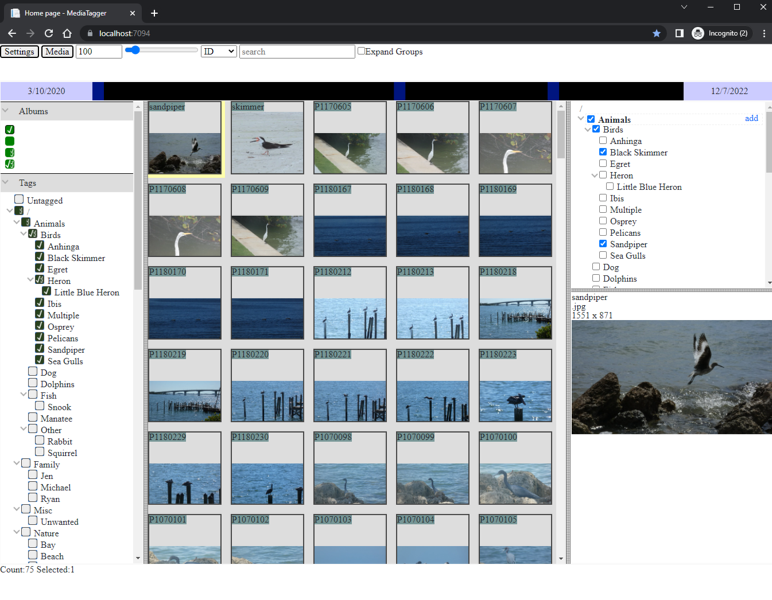 Home page - MediaTagger
localhost:7094
Incognito (2)
Settings Media 100 ID search Expand Groups
3/10/2020 12/7/2022
Albums
Tags
Untagged
/
Animals
Birds
Anhinga
Black Skimmer
Egret
Heron
Little Blue Heron
Ibis
Multiple
Osprey
Pelicans
Sandpiper
Sea Gulls
Dog
Dolphins
Fish
Snook
Manatee
Other
Rabbit
Squirrel
Family
Jen
Michael
Ryan
Misc
Unwanted
Nature
Bay
Beach
sandpiper skimmer P1170605 P1170606 P1170607
P1170608 P1170609 P1180167 P1180168 P1180169
P1180170 P1180171 P1180212 P1180213 P1180218
P1180219 P1180220 P1180221 P1180222 P1180223
P1180229 P1180230 P1070098 P1070099 P1070100
P1070101 P1070102 P1070103 P1070104 P1070105
/
Animals add
Birds
Anhinga
Black Skimmer
Egret
Heron
Little Blue Heron
Ibis
Multiple
Osprey
Pelicans
Sandpiper
Sea Gulls
Dog
Dolphins
sandpiper
.jpg
1551 x 871
Count:75 Selected:1